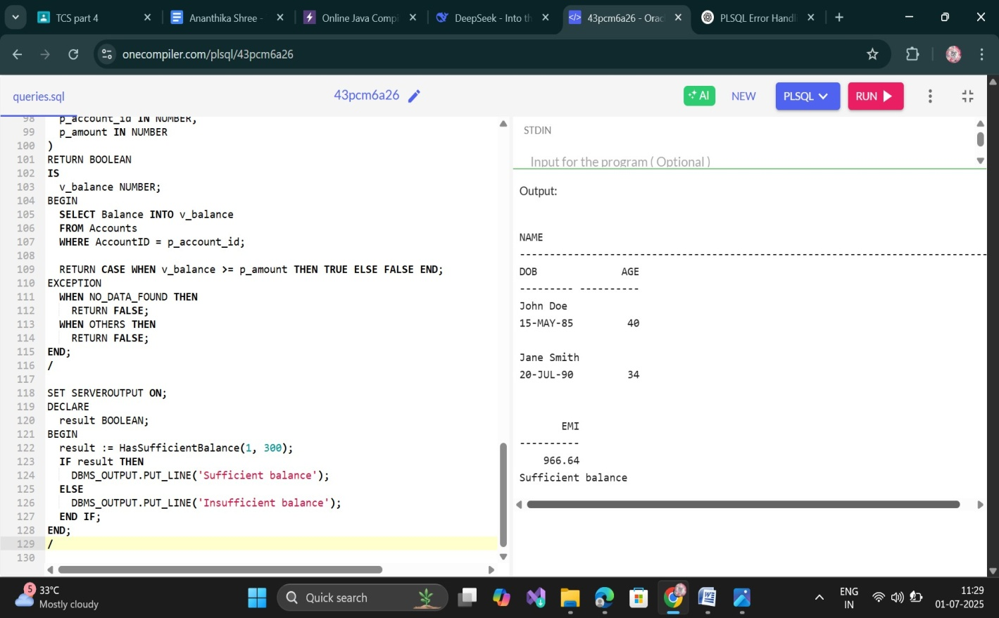 TCS part 4
Ananthika Shree -
Online Java Compi
DeepSeek - Into th
43pcm6a26 - Orac
PLSQL Error Handl
onecompiler.com/plsql/43pcm6a26
queries.sql
43pcm6a26
AI
NEW
PLSQL
RUN
98 p_account_id IN NUMBER,
99 p_amount IN NUMBER
100 )
101 RETURN BOOLEAN
102 IS
103 v_balance NUMBER;
104 BEGIN
105 SELECT Balance INTO v_balance
106 FROM Accounts
107 WHERE AccountID = p_account_id;
108
109 RETURN CASE WHEN v_balance >= p_amount THEN TRUE ELSE FALSE END;
110 EXCEPTION
111 WHEN NO_DATA_FOUND THEN
112 RETURN FALSE;
113 WHEN OTHERS THEN
114 RETURN FALSE;
115 END;
116 /
117
118 SET SERVEROUTPUT ON;
119 DECLARE
120 result BOOLEAN;
121 BEGIN
122 result := HasSufficientBalance(1, 300);
123 IF result THEN
124 DBMS_OUTPUT.PUT_LINE('Sufficient balance');
125 ELSE
126 DBMS_OUTPUT.PUT_LINE('Insufficient balance');
127 END IF;
128 END;
129 /
130
STDIN
Input for the program ( Optional )
Output:
NAME
--------------------------------------------------------------------------------
DOB AGE
--------- ----------
John Doe
15-MAY-85 40
Jane Smith
20-JUL-90 34
EMI
----------
966.64
Sufficient balance
5
33°C
Mostly cloudy
Quick search
ENG
IN
11:29
01-07-2025